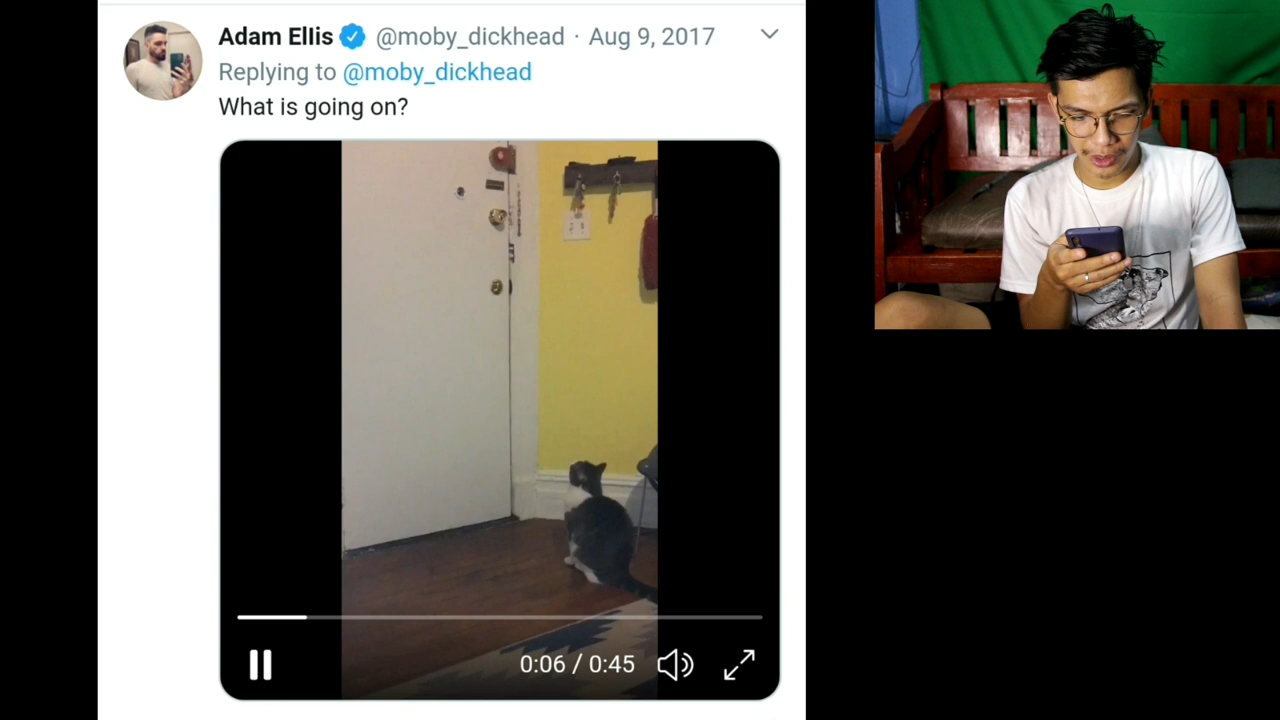 Adam Ellis @moby_dickhead · Aug 9, 2017
Replying to @moby_dickhead
What is going on?
0:06 / 0:45